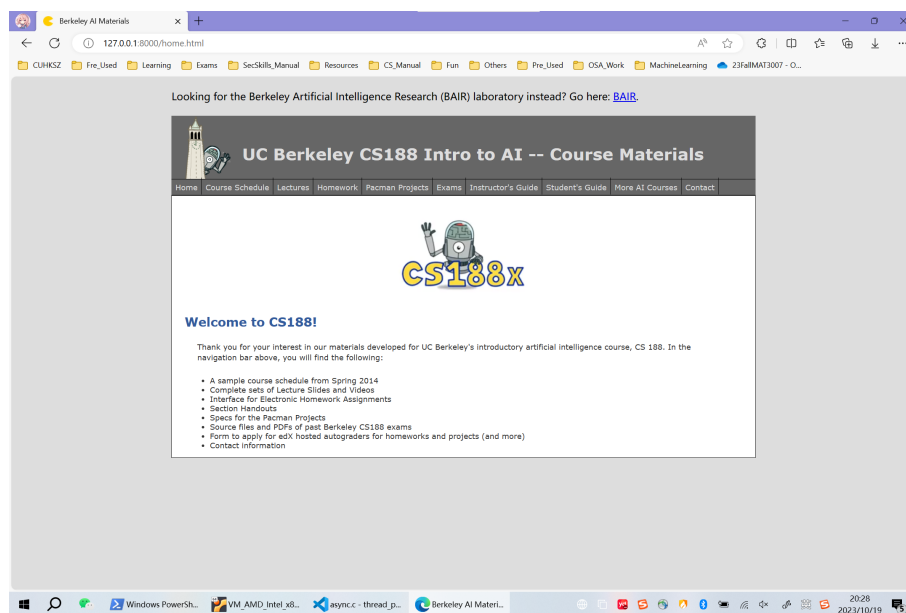 Berkeley AI Materials
127.0.0.1:8000/home.html
CUHKSZ Fre_Used Learning Exams SecSkills_Manual Resources CS_Manual Fun Others Pre_Used OSA_Work MachineLearning 23FallMAT3007 - O...
Looking for the Berkeley Artificial Intelligence Research (BAIR) laboratory instead? Go here: BAIR.
UC Berkeley CS188 Intro to AI -- Course Materials
Home Course Schedule Lectures Homework Pacman Projects Exams Instructor's Guide Student's Guide More AI Courses Contact
CS188x
Welcome to CS188!
Thank you for your interest in our materials developed for UC Berkeley's introductory artificial intelligence course, CS 188. In the
navigation bar above, you will find the following:
• A sample course schedule from Spring 2014
• Complete sets of Lecture Slides and Videos
• Interface for Electronic Homework Assignments
• Section Handouts
• Specs for the Pacman Projects
• Source files and PDFs of past Berkeley CS188 exams
• Form to apply for edX hosted autograders for homeworks and projects (and more)
• Contact information
Windows PowerSh... VM_AMD_Intel_x8... async.c - thread_p... Berkeley AI Materi...
20:28
2023/10/19